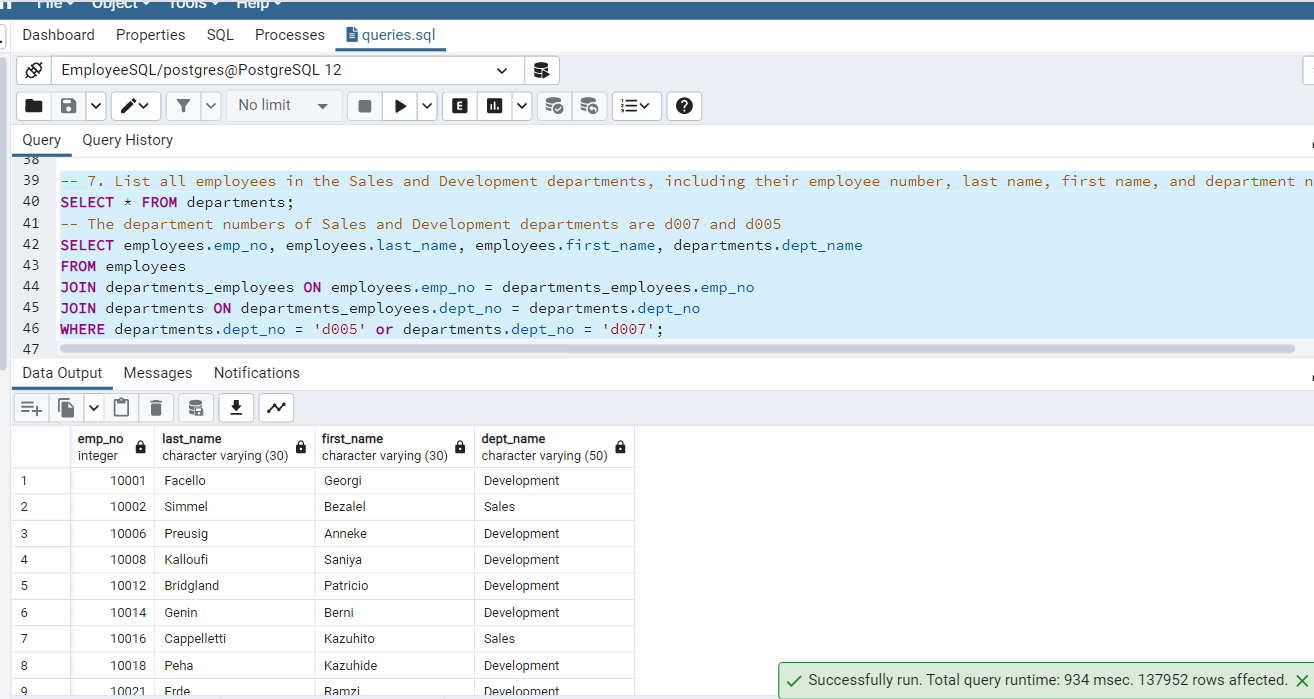 File Object Tools Help
Dashboard Properties SQL Processes queries.sql
EmployeeSQL/postgres@PostgreSQL 12
No limit E
Query Query History
38
39 -- 7. List all employees in the Sales and Development departments, including their employee number, last name, first name, and department n
40 SELECT * FROM departments;
41 -- The department numbers of Sales and Development departments are d007 and d005
42 SELECT employees.emp_no, employees.last_name, employees.first_name, departments.dept_name
43 FROM employees
44 JOIN departments_employees ON employees.emp_no = departments_employees.emp_no
45 JOIN departments ON departments_employees.dept_no = departments.dept_no
46 WHERE departments.dept_no = 'd005' or departments.dept_no = 'd007';
47
Data Output Messages Notifications
emp_no last_name first_name dept_name
integer character varying (30) character varying (30) character varying (50)
1 10001 Facello Georgi Development
2 10002 Simmel Bezalel Sales
3 10006 Preusig Anneke Development
4 10008 Kalloufi Saniya Development
5 10012 Bridgland Patricio Development
6 10014 Genin Berni Development
7 10016 Cappelletti Kazuhito Sales
8 10018 Peha Kazuhide Development
9 10021 Erde Ramzi Development
Successfully run. Total query runtime: 934 msec. 137952 rows affected.